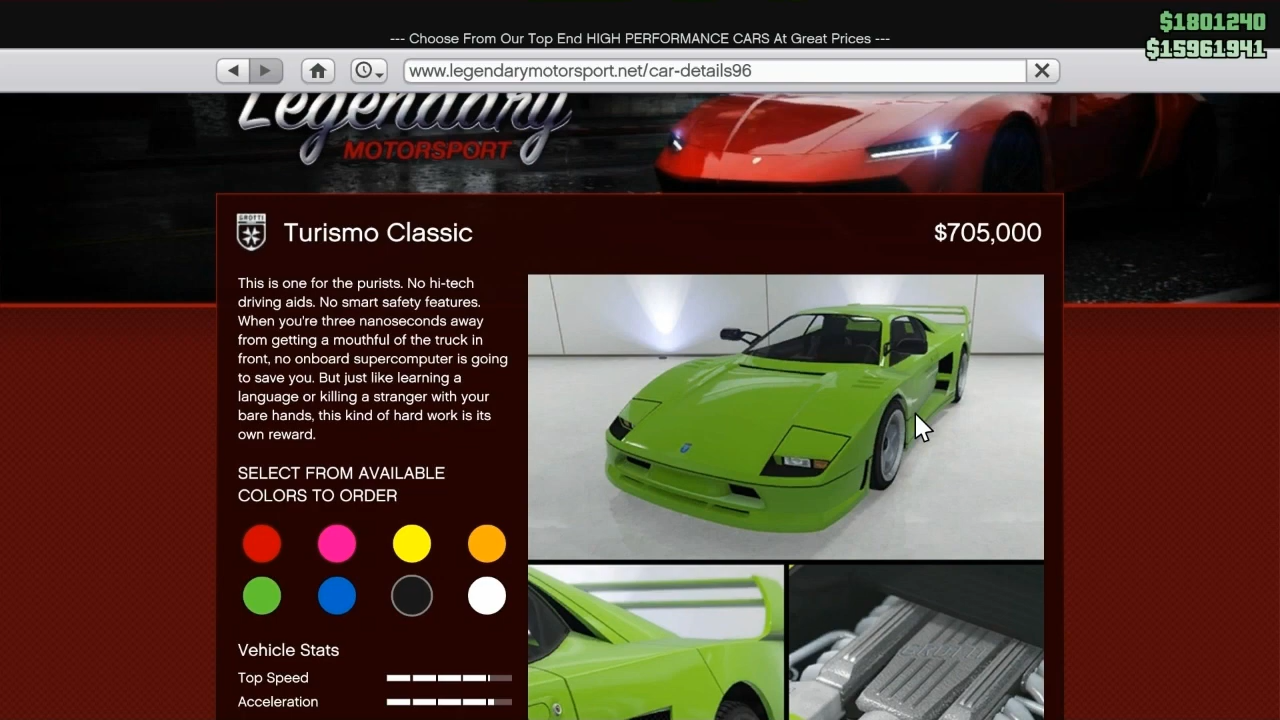 $1801240
--- Choose From Our Top End HIGH PERFORMANCE CARS At Great Prices ---
$15961941
www.legendarymotorsport.net/car-details96
Legendary
MOTORSPORT
GROTTI
Turismo Classic
$705,000
This is one for the purists. No hi-tech
driving aids. No smart safety features.
When you're three nanoseconds away
from getting a mouthful of the truck in
front, no onboard supercomputer is going
to save you. But just like learning a
language or killing a stranger with your
bare hands, this kind of hard work is its
own reward.
SELECT FROM AVAILABLE
COLORS TO ORDER
Vehicle Stats
Top Speed
Acceleration